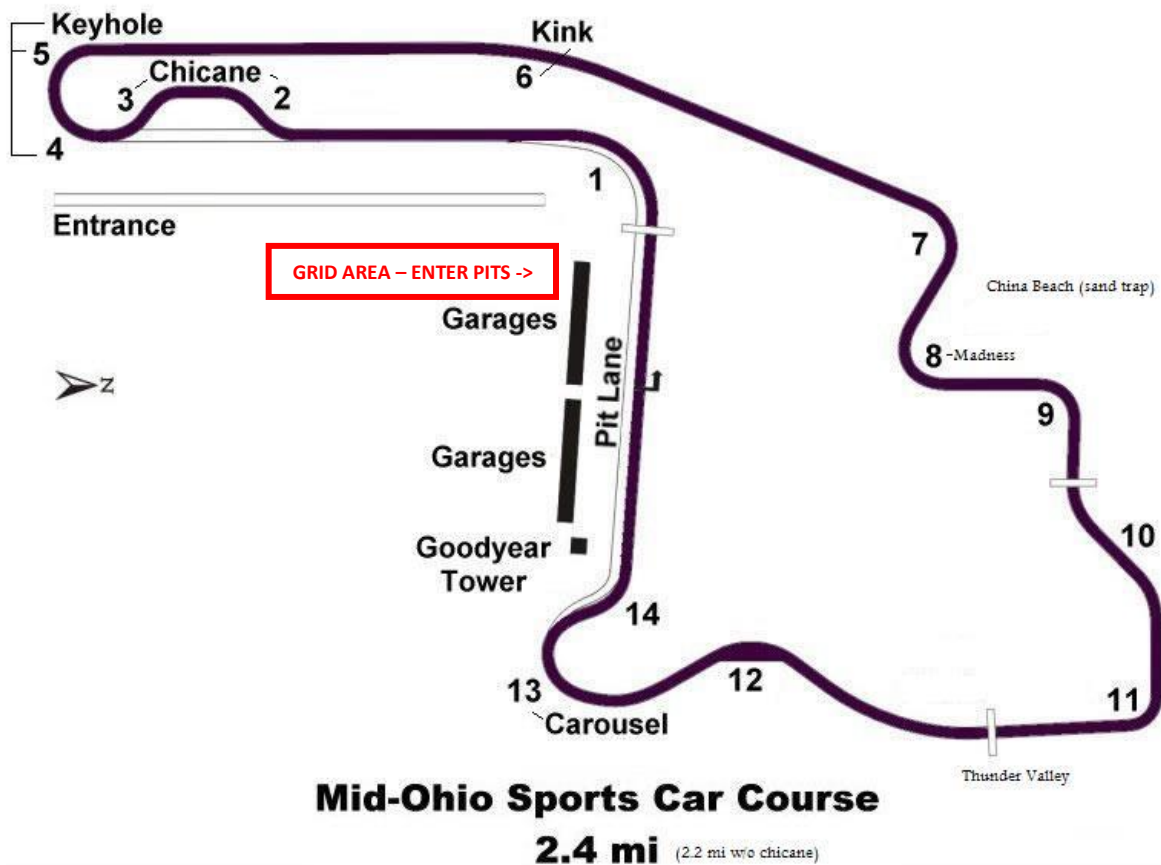 Keyhole
Kink
5
6
Chicane
3
2
4
1
Entrance
7
GRID AREA – ENTER PITS ->
China Beach (sand trap)
Garages
8 -Madness
Pit Lane
N
9
Garages
10
Goodyear
Tower
14
12
13
11
Carousel
Thunder Valley
Mid-Ohio Sports Car Course
2.4 mi (2.2 mi w/o chicane)